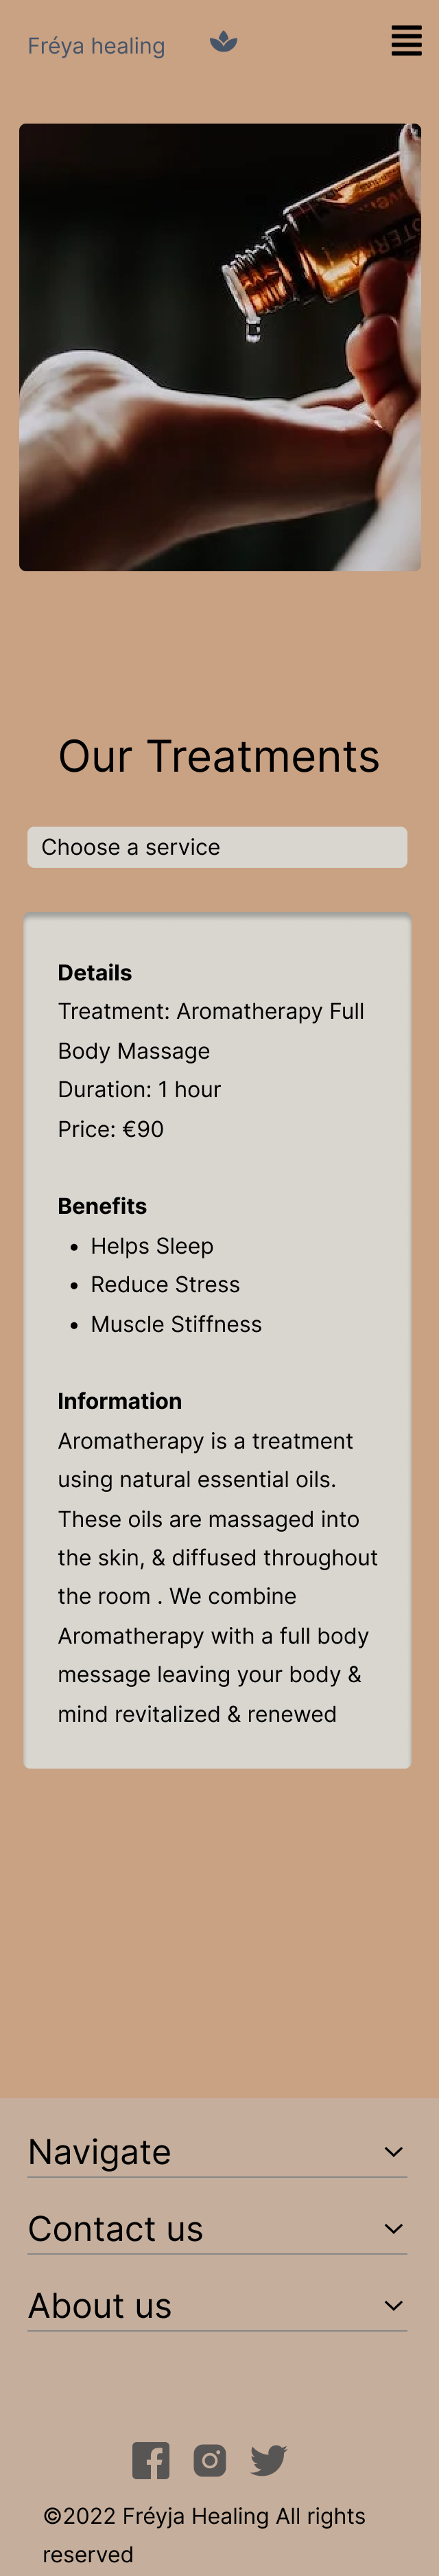 Fréya healing
Our Treatments
Choose a service
Details
Treatment: Aromatherapy Full
Body Massage
Duration: 1 hour
Price: €90
Benefits
• Helps Sleep
• Reduce Stress
• Muscle Stiffness
Information
Aromatherapy is a treatment
using natural essential oils.
These oils are massaged into
the skin, & diffused throughout
the room . We combine
Aromatherapy with a full body
message leaving your body &
mind revitalized & renewed
Navigate
Contact us
About us
©2022 Fréyja Healing All rights
reserved